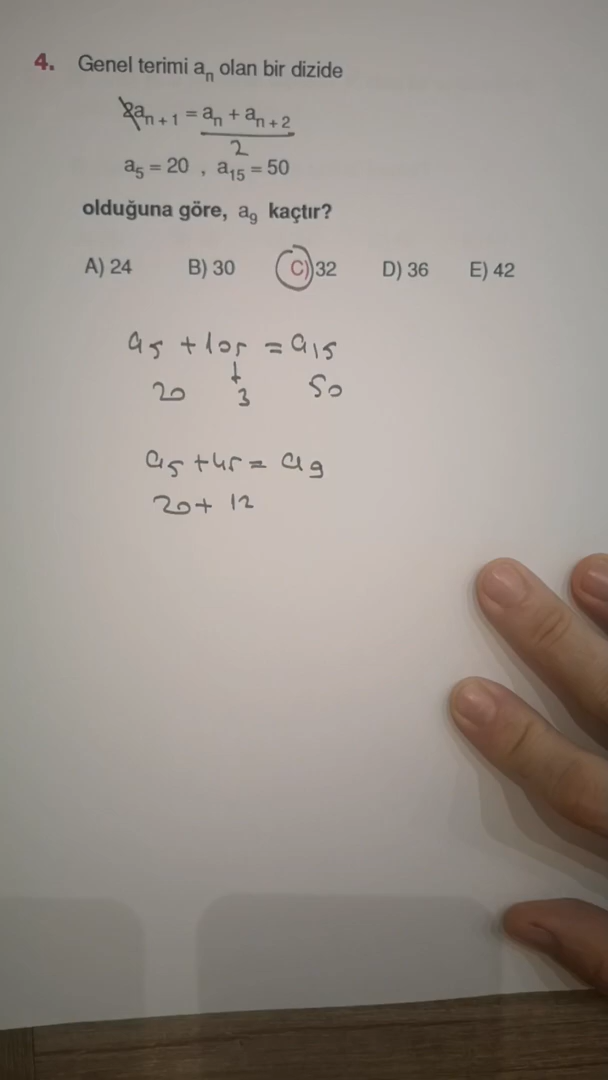 4. Genel terimi aₙ olan bir dizide
2aₙ₊₁ = aₙ + aₙ₊₂
2
a₅ = 20 , a₁₅ = 50
olduğuna göre, a₉ kaçtır?
A) 24 B) 30 C) 32 D) 36 E) 42
a₅ + 10r = a₁₅
20 3 50
a₅ + 4r = a₉
20 + 12